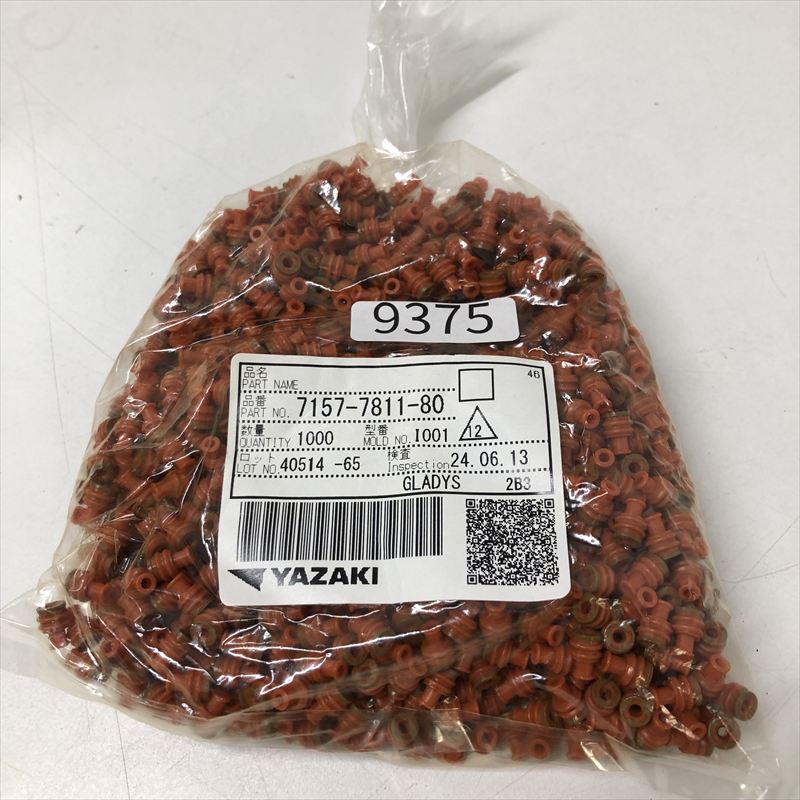 9375
品名
PART NAME
46
品番
PART NO. 7157-7811-80
数量 型番
QUANTITY 1000 MOLD NO. I001 12
ロット 検査
LOT NO. 40514 -65 Inspection 24.06.13
GLADYS 2B3
YAZAKI